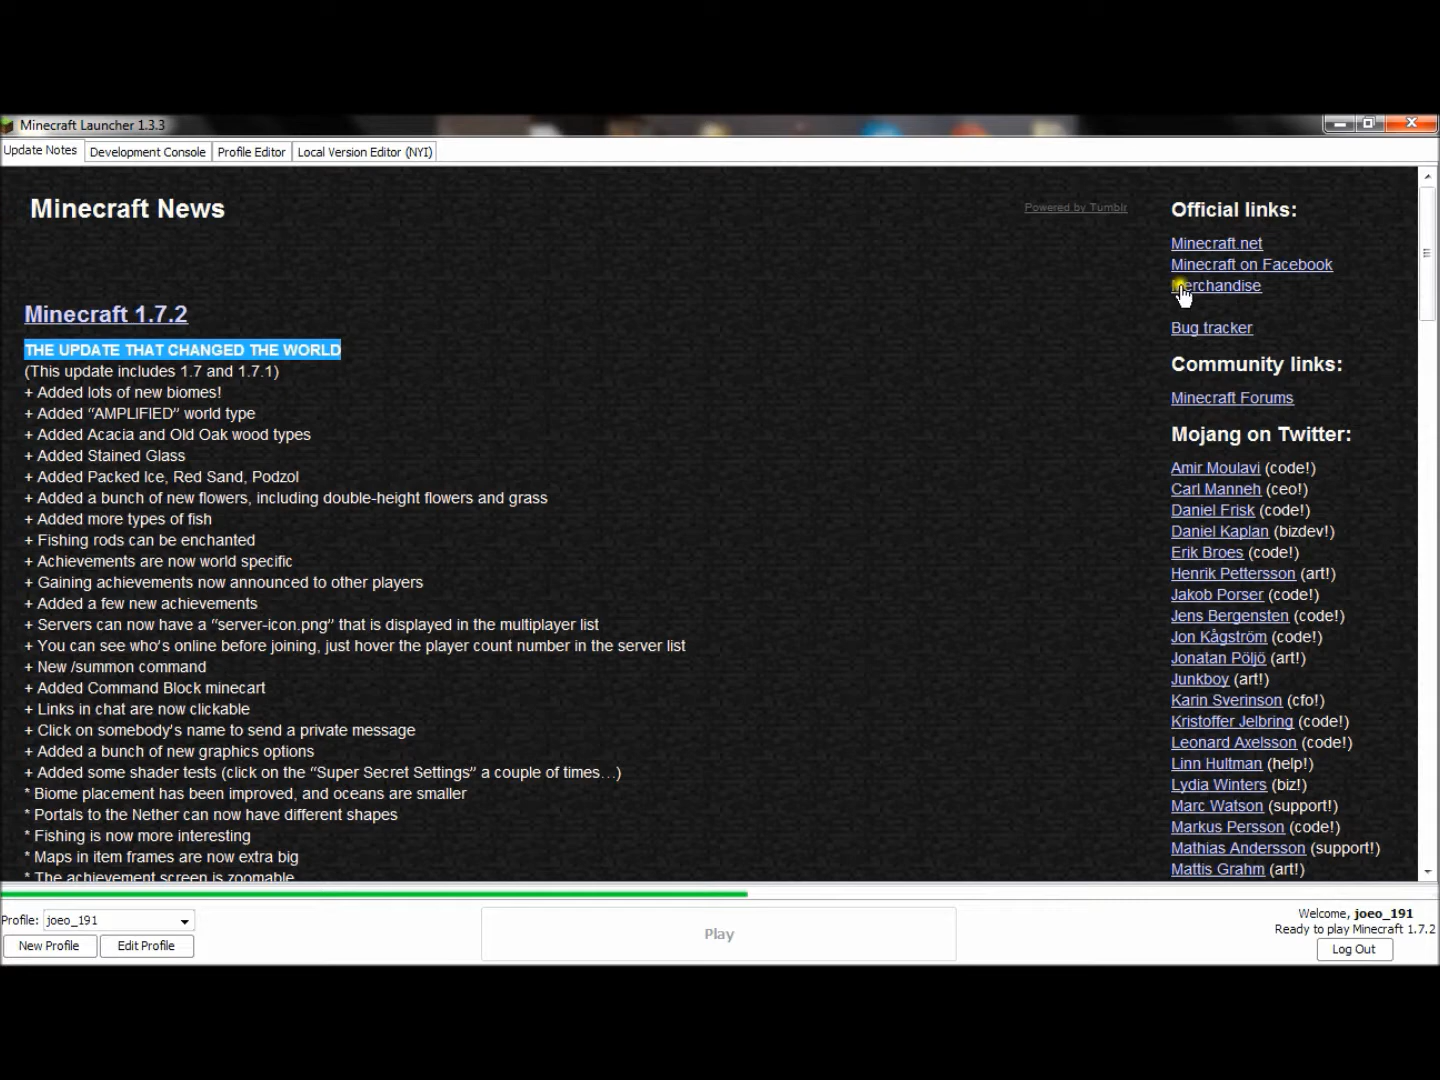 Minecraft Launcher 1.3.3
Update Notes Development Console Profile Editor Local Version Editor (NYI)
Minecraft News
Powered by Tumblr
Minecraft 1.7.2
THE UPDATE THAT CHANGED THE WORLD
(This update includes 1.7 and 1.7.1)
+ Added lots of new biomes!
+ Added “AMPLIFIED” world type
+ Added Acacia and Old Oak wood types
+ Added Stained Glass
+ Added Packed Ice, Red Sand, Podzol
+ Added a bunch of new flowers, including double-height flowers and grass
+ Added more types of fish
+ Fishing rods can be enchanted
+ Achievements are now world specific
+ Gaining achievements now announced to other players
+ Added a few new achievements
+ Servers can now have a “server-icon.png” that is displayed in the multiplayer list
+ You can see who's online before joining, just hover the player count number in the server list
+ New /summon command
+ Added Command Block minecart
+ Links in chat are now clickable
+ Click on somebody's name to send a private message
+ Added a bunch of new graphics options
+ Added some shader tests (click on the “Super Secret Settings” a couple of times…)
* Biome placement has been improved, and oceans are smaller
* Portals to the Nether can now have different shapes
* Fishing is now more interesting
* Maps in item frames are now extra big
* The achievement screen is zoomable
Official links:
Minecraft.net
Minecraft on Facebook
Merchandise
Bug tracker
Community links:
Minecraft Forums
Mojang on Twitter:
Amir Moulavi (code!)
Carl Manneh (ceo!)
Daniel Frisk (code!)
Daniel Kaplan (bizdev!)
Erik Broes (code!)
Henrik Pettersson (art!)
Jakob Porser (code!)
Jens Bergensten (code!)
Jon Kågström (code!)
Jonatan Pöljö (art!)
Junkboy (art!)
Karin Sverinson (cfo!)
Kristoffer Jelbring (code!)
Leonard Axelsson (code!)
Linn Hultman (help!)
Lydia Winters (biz!)
Marc Watson (support!)
Markus Persson (code!)
Mathias Andersson (support!)
Mattis Grahm (art!)
Profile: joeo_191
New Profile Edit Profile
Play
Welcome, joeo_191
Ready to play Minecraft 1.7.2
Log Out